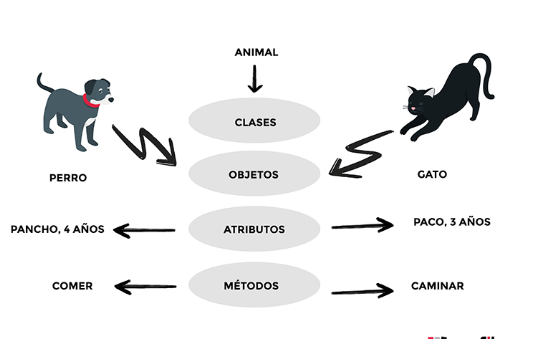 ANIMAL
CLASES
OBJETOS
PERRO
GATO
PANCHO, 4 AÑOS
ATRIBUTOS
PACO, 3 AÑOS
COMER
MÉTODOS
CAMINAR